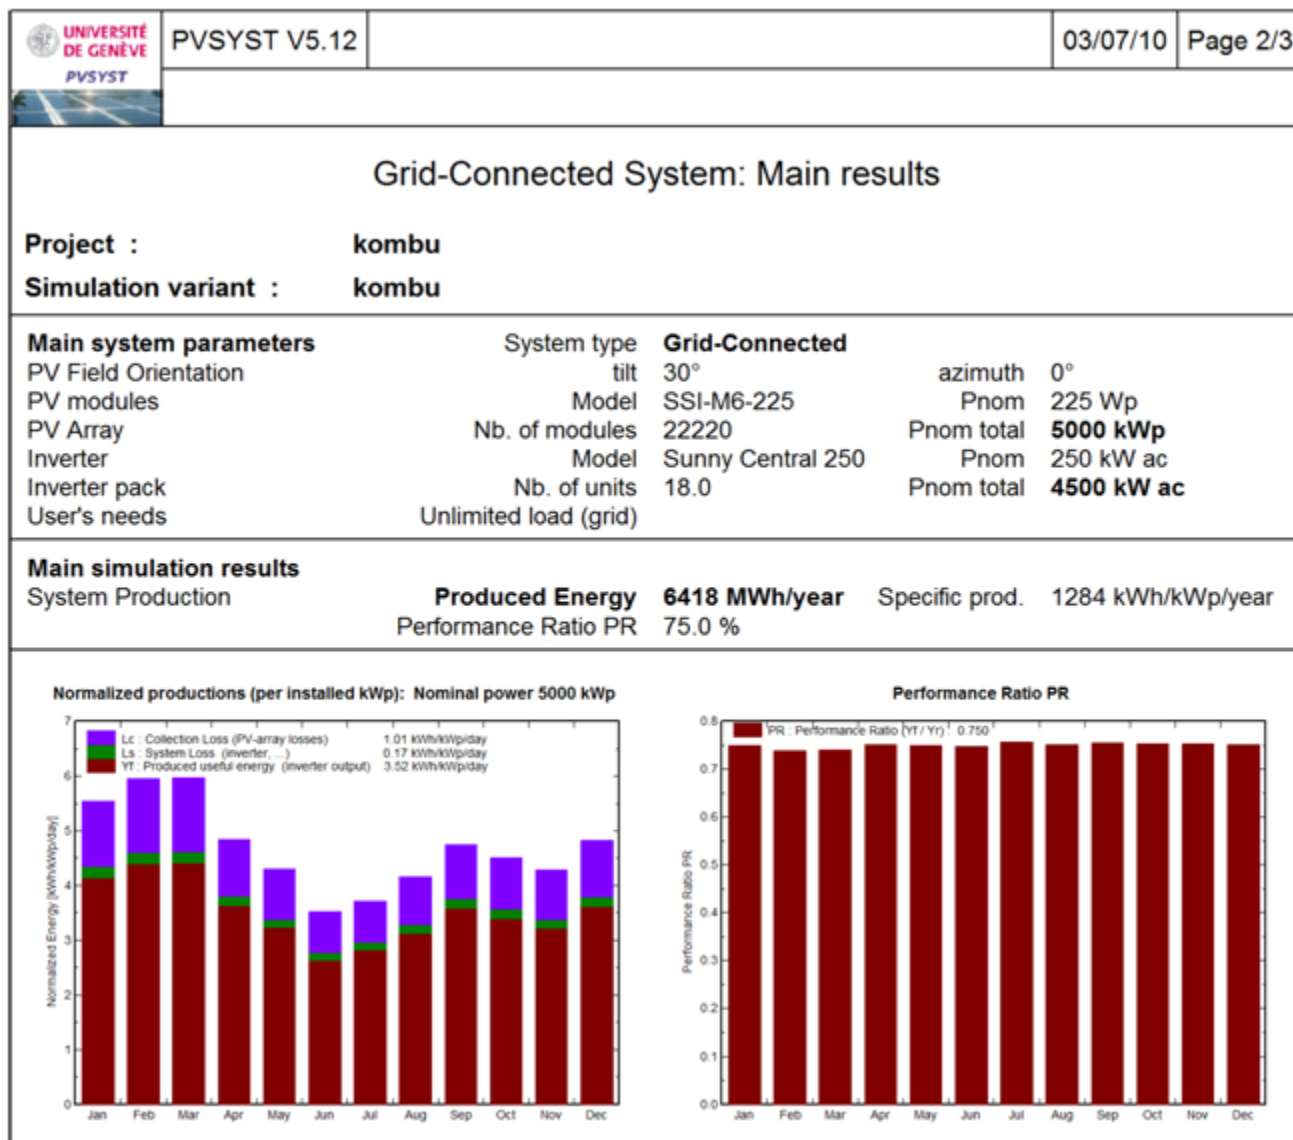 UNIVERSITÉ
DE GENÈVE
PVSYST
PVSYST V5.12
03/07/10 Page 2/3
Grid-Connected System: Main results
Project : kombu
Simulation variant : kombu
Main system parameters System type Grid-Connected
PV Field Orientation tilt 30° azimuth 0°
PV modules Model SSI-M6-225 Pnom 225 Wp
PV Array Nb. of modules 22220 Pnom total 5000 kWp
Inverter Model Sunny Central 250 Pnom 250 kW ac
Inverter pack Nb. of units 18.0 Pnom total 4500 kW ac
User's needs Unlimited load (grid)
Main simulation results
System Production Produced Energy 6418 MWh/year Specific prod. 1284 kWh/kWp/year
Performance Ratio PR 75.0 %
Normalized productions (per installed kWp): Nominal power 5000 kWp
7
Lc : Collection Loss (PV-array losses) 1.01 kWh/kWp/day
Ls : System Loss (inverter, ...) 0.17 kWh/kWp/day
Yf : Produced useful energy (inverter output) 3.52 kWh/kWp/day
6
5
4
3
2
1
0
Normalized Energy [kWh/kWp/day]
Jan Feb Mar Apr May Jun Jul Aug Sep Oct Nov Dec
Performance Ratio PR
0.8
PR : Performance Ratio (Yf / Yr) : 0.750
0.7
0.6
0.5
0.4
0.3
0.2
0.1
0.0
Performance Ratio PR
Jan Feb Mar Apr May Jun Jul Aug Sep Oct Nov Dec